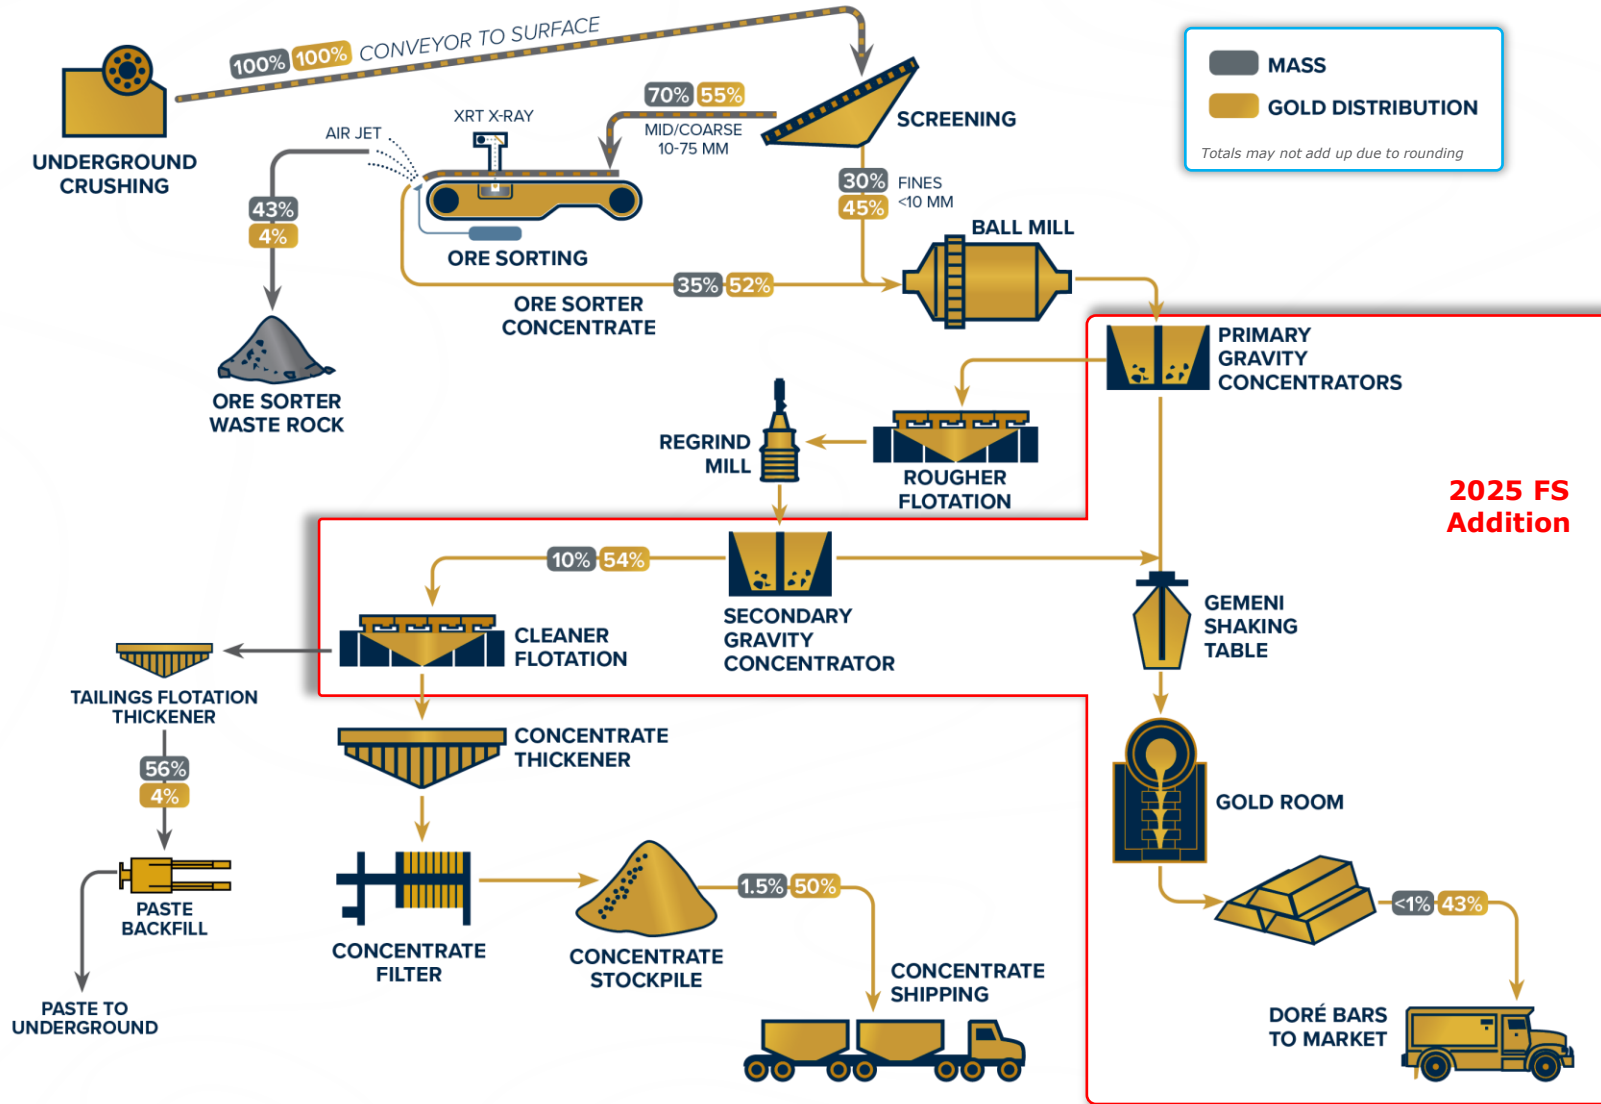 100% 100% CONVEYOR TO SURFACE
MASS
GOLD DISTRIBUTION
Totals may not add up due to rounding
UNDERGROUND
CRUSHING
AIR JET
XRT X-RAY
70% 55%
MID/COARSE
10-75 MM
SCREENING
30%
45%
FINES
<10 MM
43%
4%
ORE SORTING
BALL MILL
35% 52%
ORE SORTER
CONCENTRATE
ORE SORTER
WASTE ROCK
PRIMARY
GRAVITY
CONCENTRATORS
REGRIND
MILL
ROUGHER
FLOTATION
2025 FS
Addition
10% 54%
SECONDARY
GRAVITY
CONCENTRATOR
GEMENI
SHAKING
TABLE
CLEANER
FLOTATION
TAILINGS FLOTATION
THICKENER
CONCENTRATE
THICKENER
56%
4%
GOLD ROOM
PASTE
BACKFILL
CONCENTRATE
FILTER
CONCENTRATE
STOCKPILE
1.5% 50%
<1% 43%
CONCENTRATE
SHIPPING
PASTE TO
UNDERGROUND
DORÉ BARS
TO MARKET